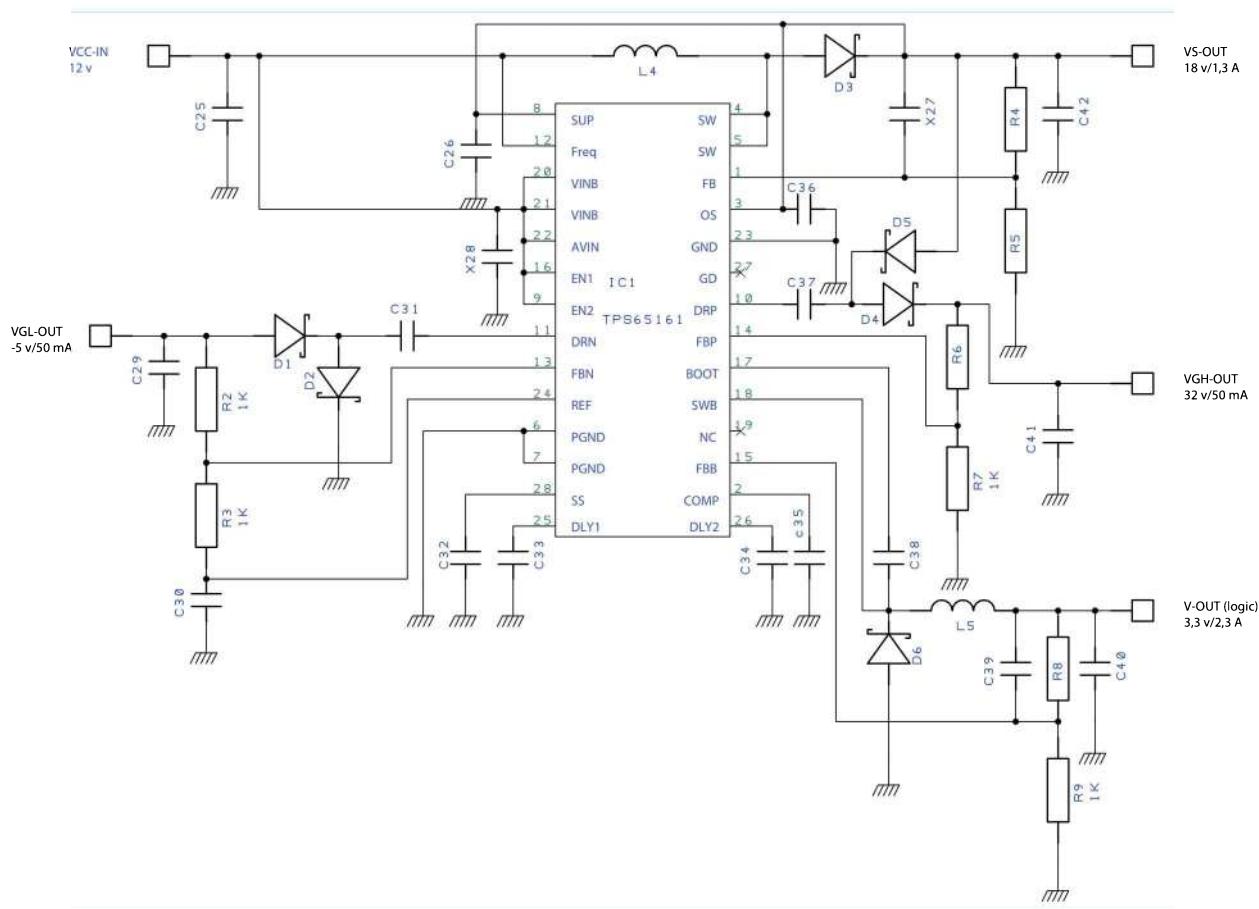 VCC-IN
12 v
C25
L4
D3
X27
R4
C42
VS-OUT
18 v/1,3 A
C26
8 SUP
12 Freq
20 VINB
21 VINB
22 AVIN
16 EN1
9 EN2
11 DRN
13 FBN
24 REF
6 PGND
7 PGND
28 SS
25 DLY1
IC1
TPS65161
SW 4
SW 5
FB 1
OS 3
GND 23
GD 27
DRP 10
FBP 14
BOOT 17
SWB 18
NC 19
FBB 15
COMP 2
DLY2 26
C36
D5
R5
X28
C37
D4
R6
VGL-OUT
-5 v/50 mA
C29
R2
1K
D1
D2
C31
VGH-OUT
32 v/50 mA
C41
R7
1K
R3
1K
C30
C32
C33
C34
c35
C38
L5
D6
V-OUT (logic)
3,3 v/2,3 A
C39
R8
C40
R9
1K